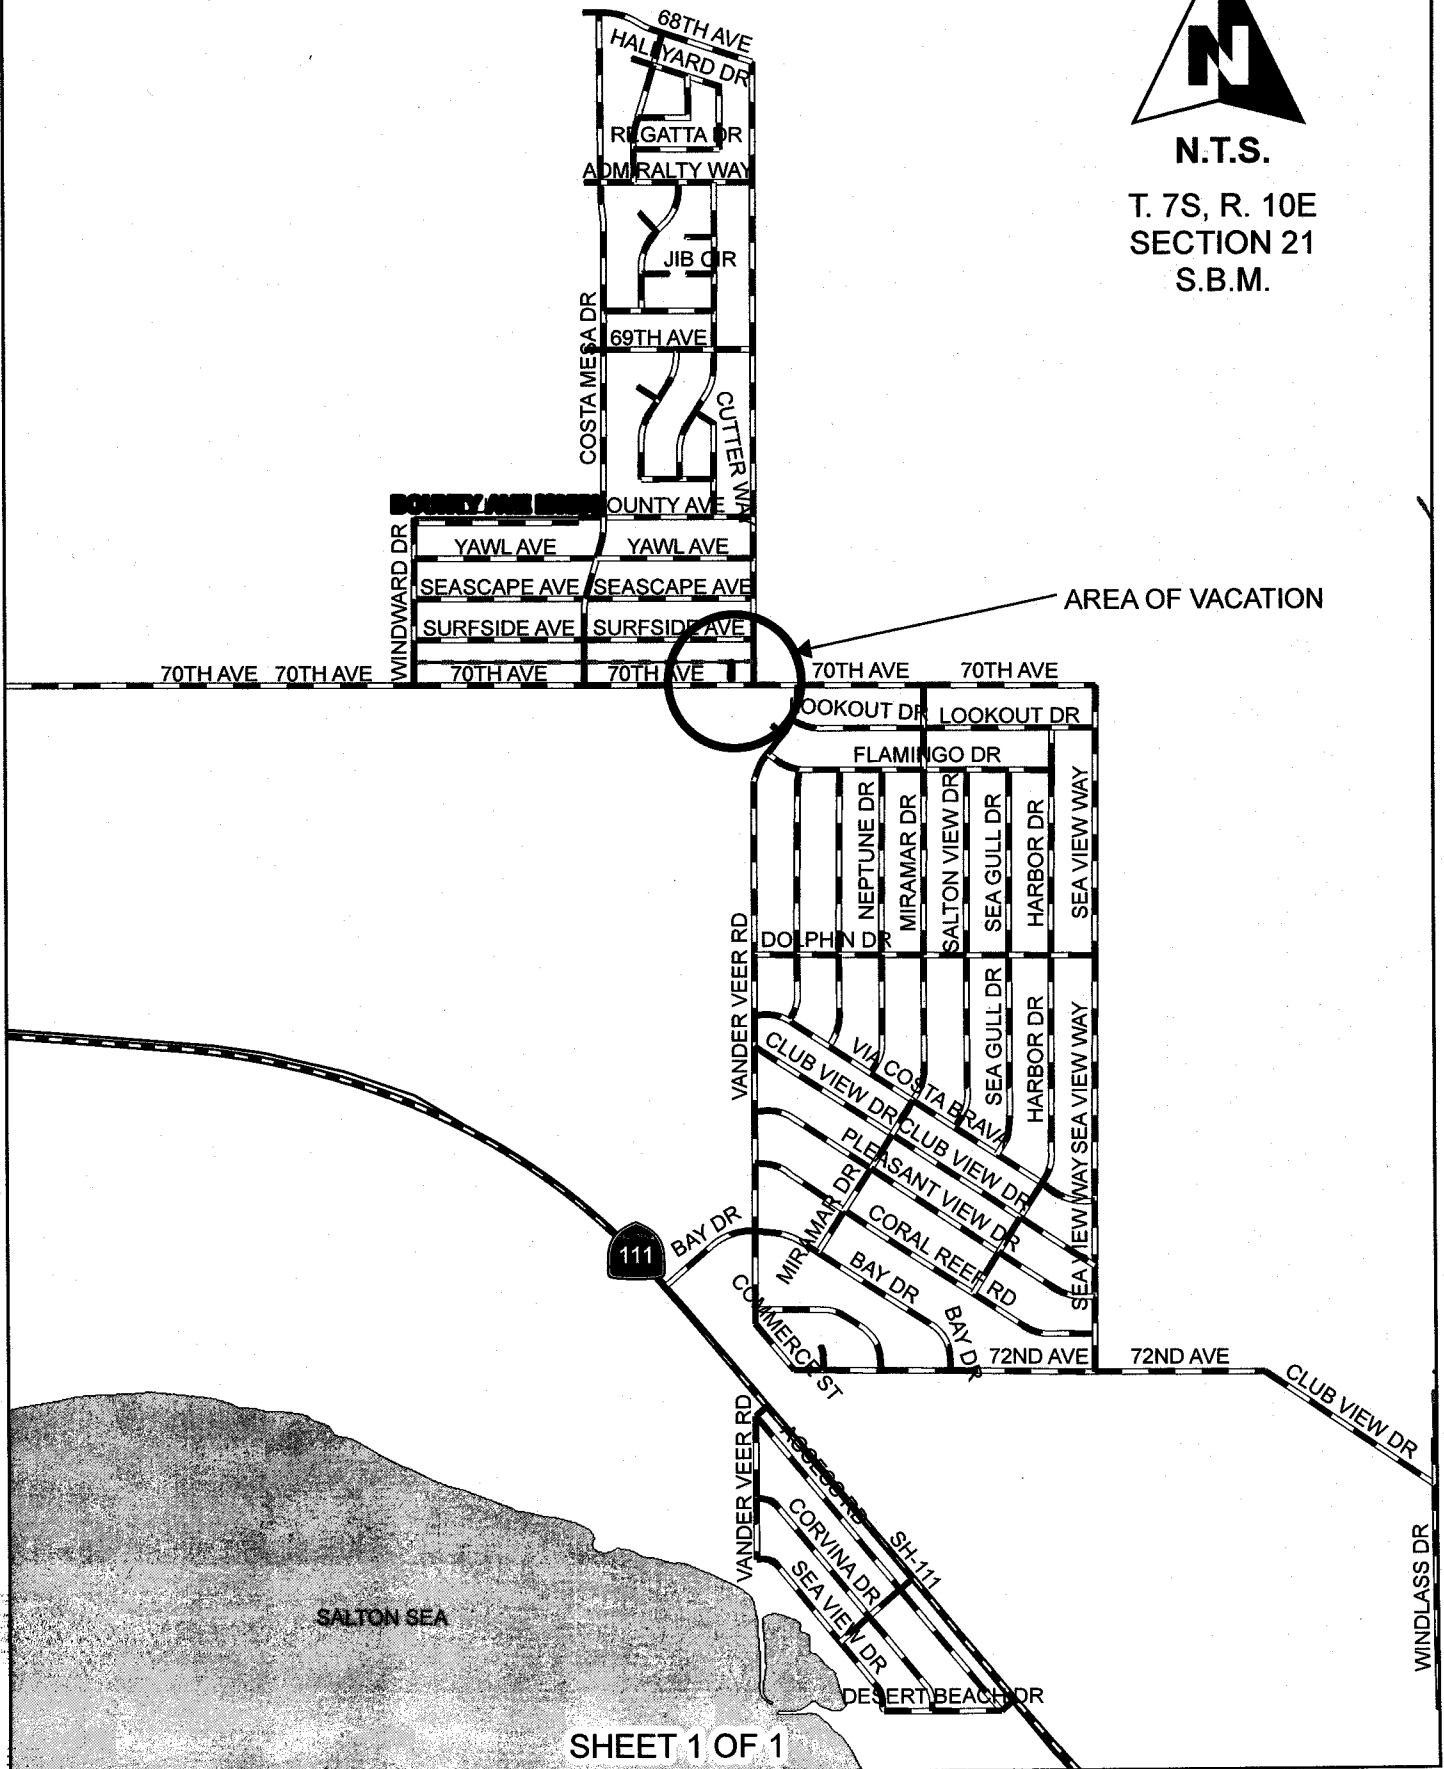 68TH AVE
HALYARD DR
N
REGATTA DR
N.T.S.
ADMIRALTY WAY
T. 7S, R. 10E
SECTION 21
S.B.M.
JIB CIR
COSTA MESA DR
69TH AVE
CUTTER WAY
BOUNTY AVE
OUNTY AVE
WINDWARD DR
YAWL AVE
YAWL AVE
SEASCAPE AVE
SEASCAPE AVE
AREA OF VACATION
SURFSIDE AVE
SURFSIDE AVE
70TH AVE
70TH AVE
70TH AVE
70TH AVE
70TH AVE
70TH AVE
LOOKOUT DR
LOOKOUT DR
FLAMINGO DR
NEPTUNE DR
MIRAMAR DR
SALTON VIEW DR
SEA GULL DR
HARBOR DR
SEA VIEW WAY
VANDER VEER RD
DOLPHIN DR
SEA GULL DR
HARBOR DR
SEA VIEW WAY
VIA COSTA BRAVA
CLUB VIEW DR
CLUB VIEW DR
PLEASANT VIEW DR
MIRAMAR DR
CORAL REEF RD
SEA VIEW WAY
111
BAY DR
BAY DR
BAY DR
COMMERCE ST
72ND AVE
72ND AVE
CLUB VIEW DR
VANDER VEER RD
ACCESS RD
SH-111
CORVINA DR
SEA VIEW DR
WINDLASS DR
SALTON SEA
DESERT BEACH DR
SHEET 1 OF 1